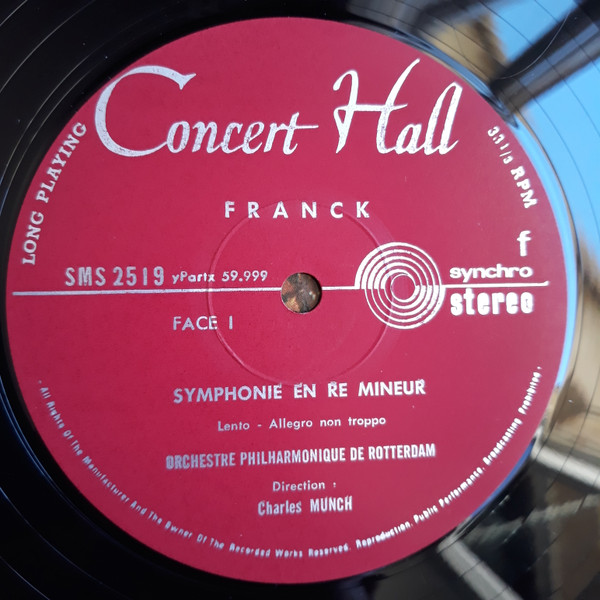 Concert Hall
LONG PLAYING
33 1/3 RPM
FRANCK
f
synchro
stereo
SMS 2519 yPartx 59.999
FACE I
SYMPHONIE EN RE MINEUR
Lento - Allegro non troppo
ORCHESTRE PHILHARMONIQUE DE ROTTERDAM
Direction :
Charles MUNCH
. All Rights Of The Manufacturer And The Owner Of The Recorded Works Reserved. Reproduction. Public Performance. Broadcasting Prohibited .